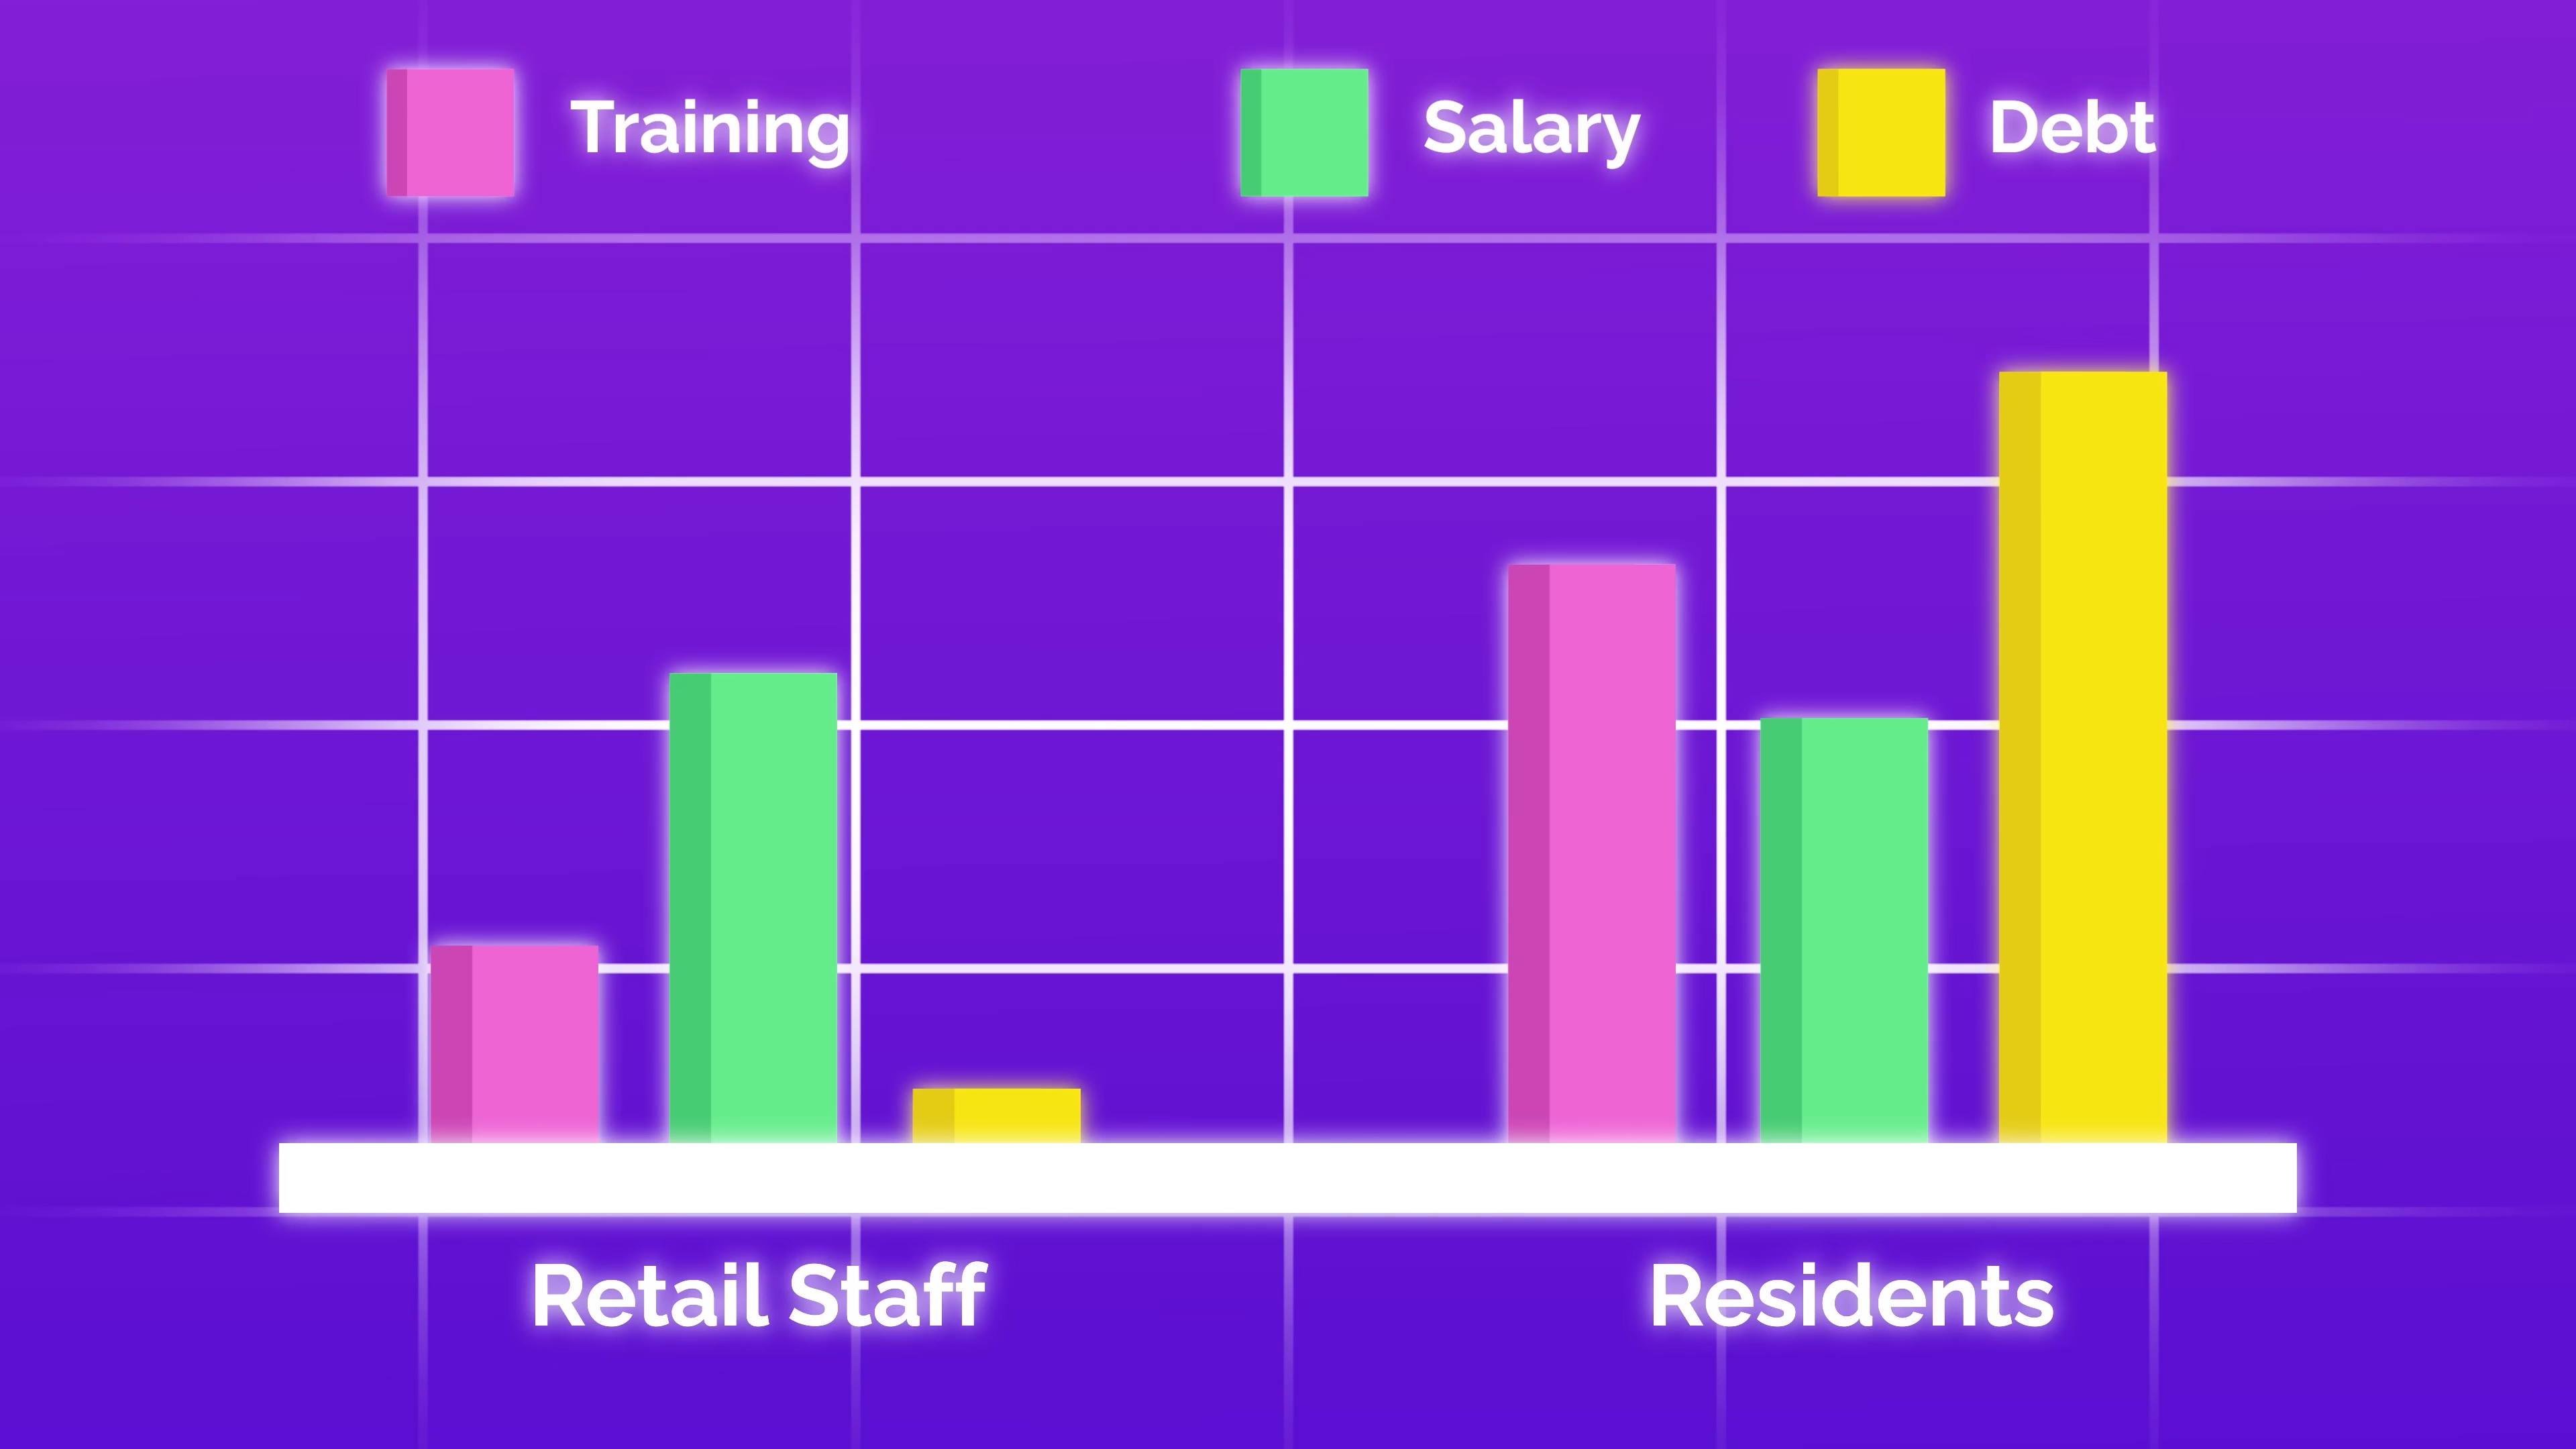 Training
Salary
Debt
Retail Staff
Residents